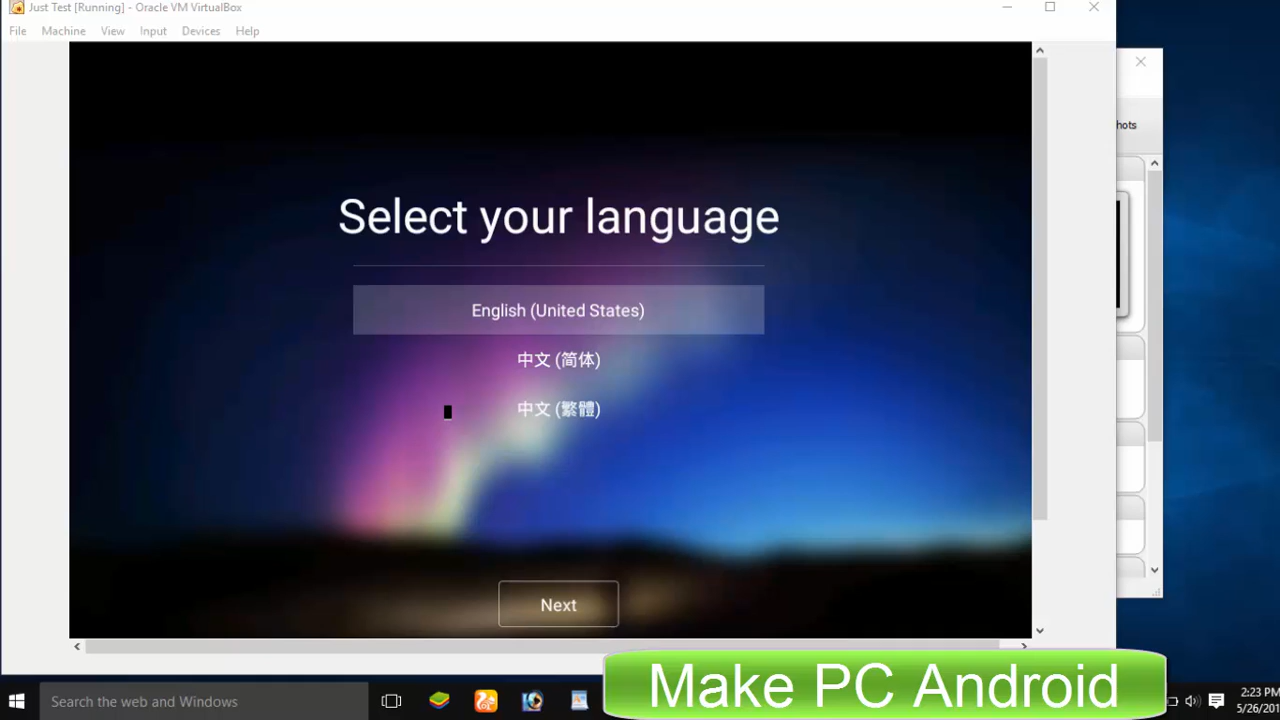 Just Test [Running] - Oracle VM VirtualBox
File Machine View Input Devices Help
hots
Select your language
English (United States)
中文 (简体)
中文 (繁體)
Next
Make PC Android
Search the web and Windows
2:23 PM
5/26/201